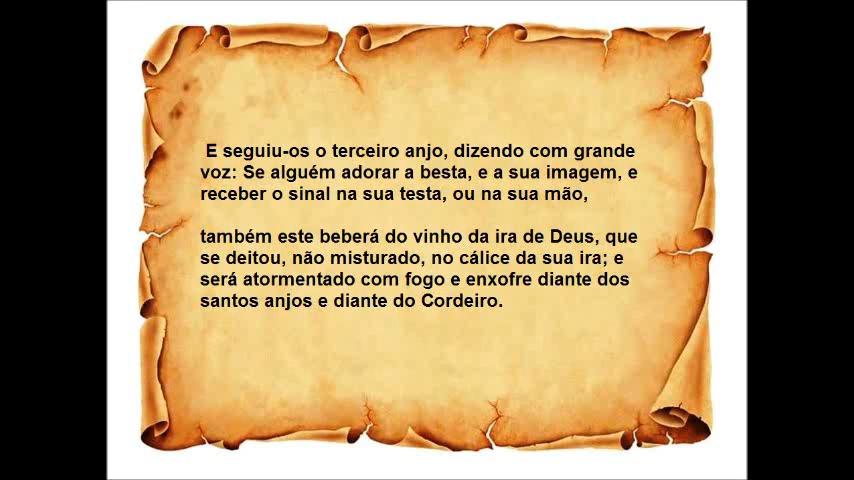 E seguiu-os o terceiro anjo, dizendo com grande
voz: Se alguém adorar a besta, e a sua imagem, e
receber o sinal na sua testa, ou na sua mão,
também este beberá do vinho da ira de Deus, que
se deitou, não misturado, no cálice da sua ira; e
será atormentado com fogo e enxofre diante dos
santos anjos e diante do Cordeiro.